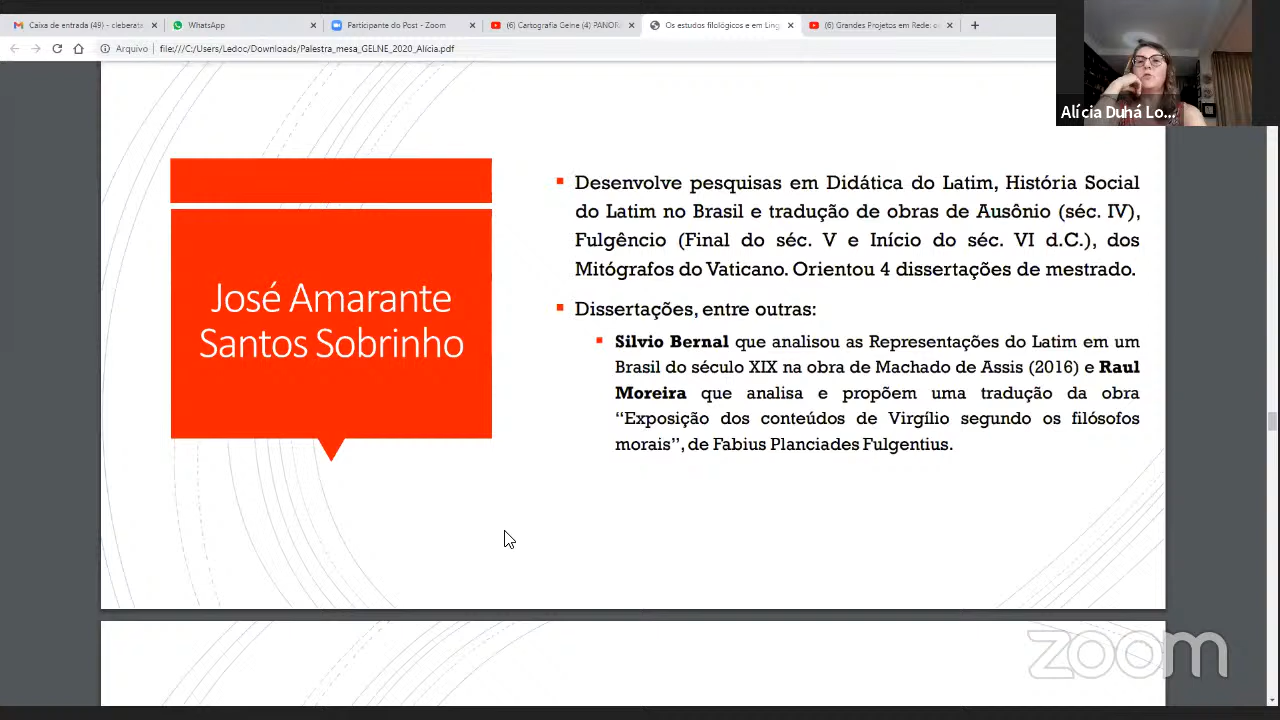 Caixa de entrada (49) - cleberata
WhatsApp
Participante do Post - Zoom
(6) Cartografia Gelne (4) PANOR
Os estudos filológicos e em Ling
(6) Grandes Projetos em Rede: o
Arquivo
file:///C:/Users/Ledoc/Downloads/Palestra_mesa_GELNE_2020_Alícia.pdf
Alícia Duhá Lo...
José Amarante
Santos Sobrinho
Desenvolve pesquisas em Didática do Latim, História Social
do Latim no Brasil e tradução de obras de Ausônio (séc. IV),
Fulgêncio (Final do séc. V e Início do séc. VI d.C.), dos
Mitógrafos do Vaticano. Orientou 4 dissertações de mestrado.
Dissertações, entre outras:
Silvio Bernal que analisou as Representações do Latim em um
Brasil do século XIX na obra de Machado de Assis (2016) e Raul
Moreira que analisa e propõem uma tradução da obra
“Exposição dos conteúdos de Virgílio segundo os filósofos
morais”, de Fabius Planciades Fulgentius.
zoom